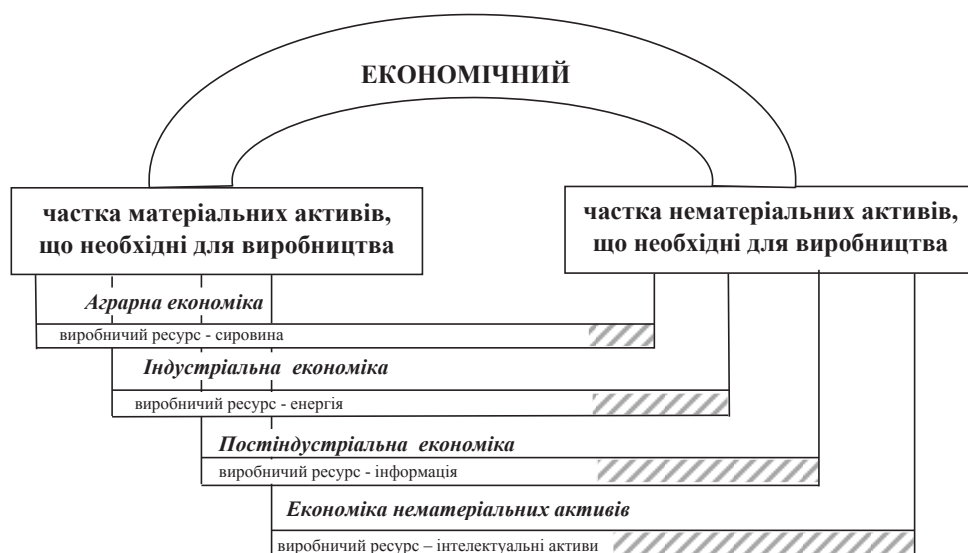 ЕКОНОМІЧНИЙ
частка матеріальних активів,
що необхідні для виробництва
частка нематеріальних активів,
що необхідні для виробництва
Аграрна економіка
виробничий ресурс - сировина
Індустріальна економіка
виробничий ресурс - енергія
Постіндустріальна економіка
виробничий ресурс - інформація
Економіка нематеріальних активів
виробничий ресурс – інтелектуальні активи